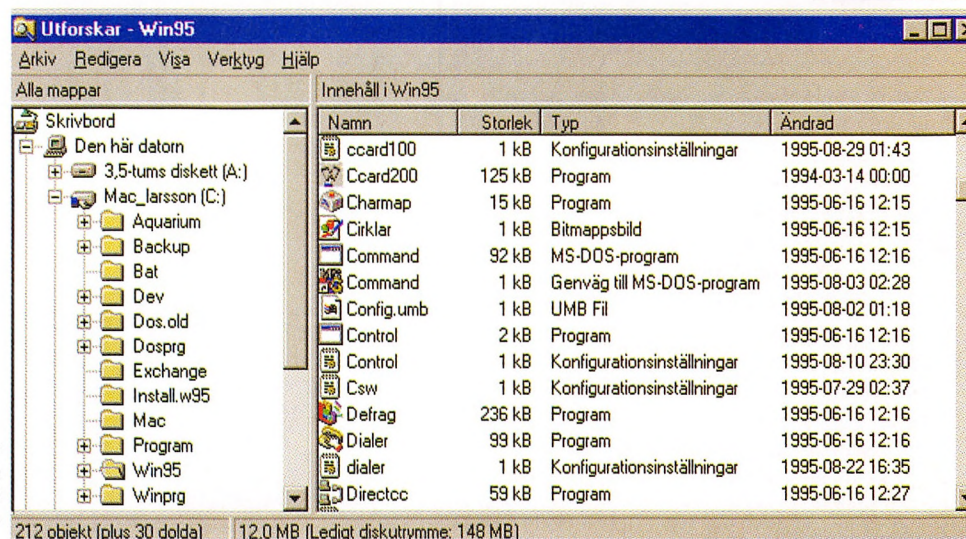 Utforskar - Win95
Arkiv Redigera Visa Verktyg Hjälp
Alla mappar
Innehåll i Win95
Skrivbord
Den här datorn
3,5-tums diskett (A:)
Mac_larsson (C:)
Aquarium
Backup
Bat
Dev
Dos.old
Dosprg
Exchange
Install.w95
Mac
Program
Win95
Winprg
Namn Storlek Typ Ändrad
ccard100 1 kB Konfigurationsinställningar 1995-08-29 01:43
Ccard200 125 kB Program 1994-03-14 00:00
Charmap 15 kB Program 1995-06-16 12:15
Cirklar 1 kB Bitmappsbild 1995-06-16 12:15
Command 92 kB MS-DOS-program 1995-06-16 12:16
Command 1 kB Genväg till MS-DOS-program 1995-08-03 02:28
Config.umb 1 kB UMB Fil 1995-08-02 01:18
Control 2 kB Program 1995-06-16 12:16
Control 1 kB Konfigurationsinställningar 1995-08-10 23:30
Csw 1 kB Konfigurationsinställningar 1995-07-29 02:37
Defrag 236 kB Program 1995-06-16 12:16
Dialer 99 kB Program 1995-06-16 12:16
dialer 1 kB Konfigurationsinställningar 1995-08-22 16:35
Directcc 59 kB Program 1995-06-16 12:27
212 objekt (plus 30 dolda) 12,0 MB (Ledigt diskutrymme: 148 MB)